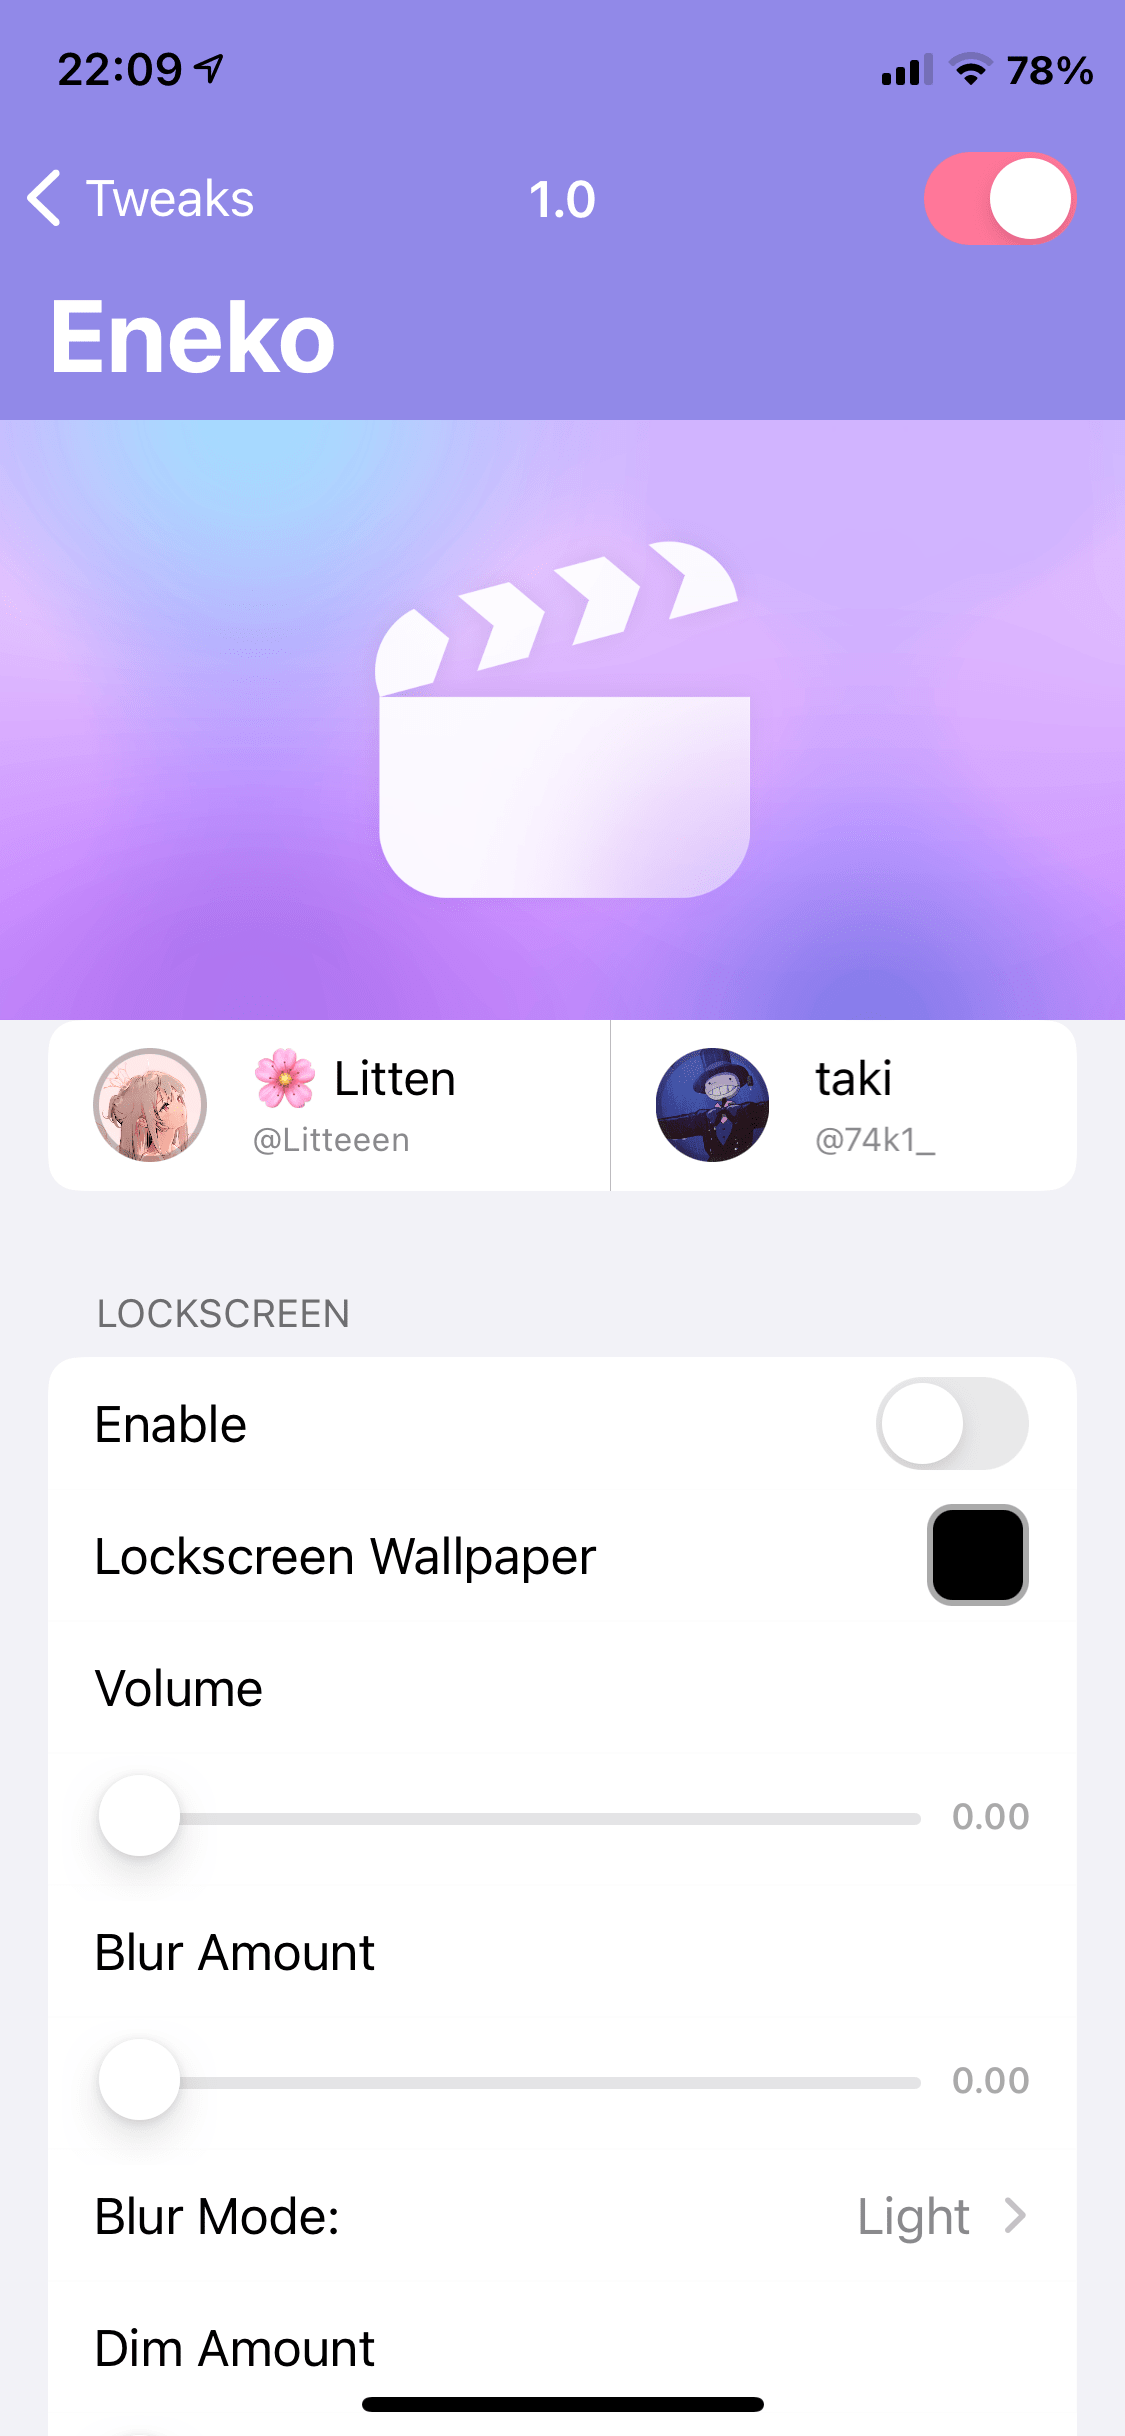 22:09
78%
Tweaks
1.0
Eneko
🌸 Litten
@Litteeen
taki
@74k1_
LOCKSCREEN
Enable
Lockscreen Wallpaper
Volume
0.00
Blur Amount
0.00
Blur Mode:
Light
Dim Amount